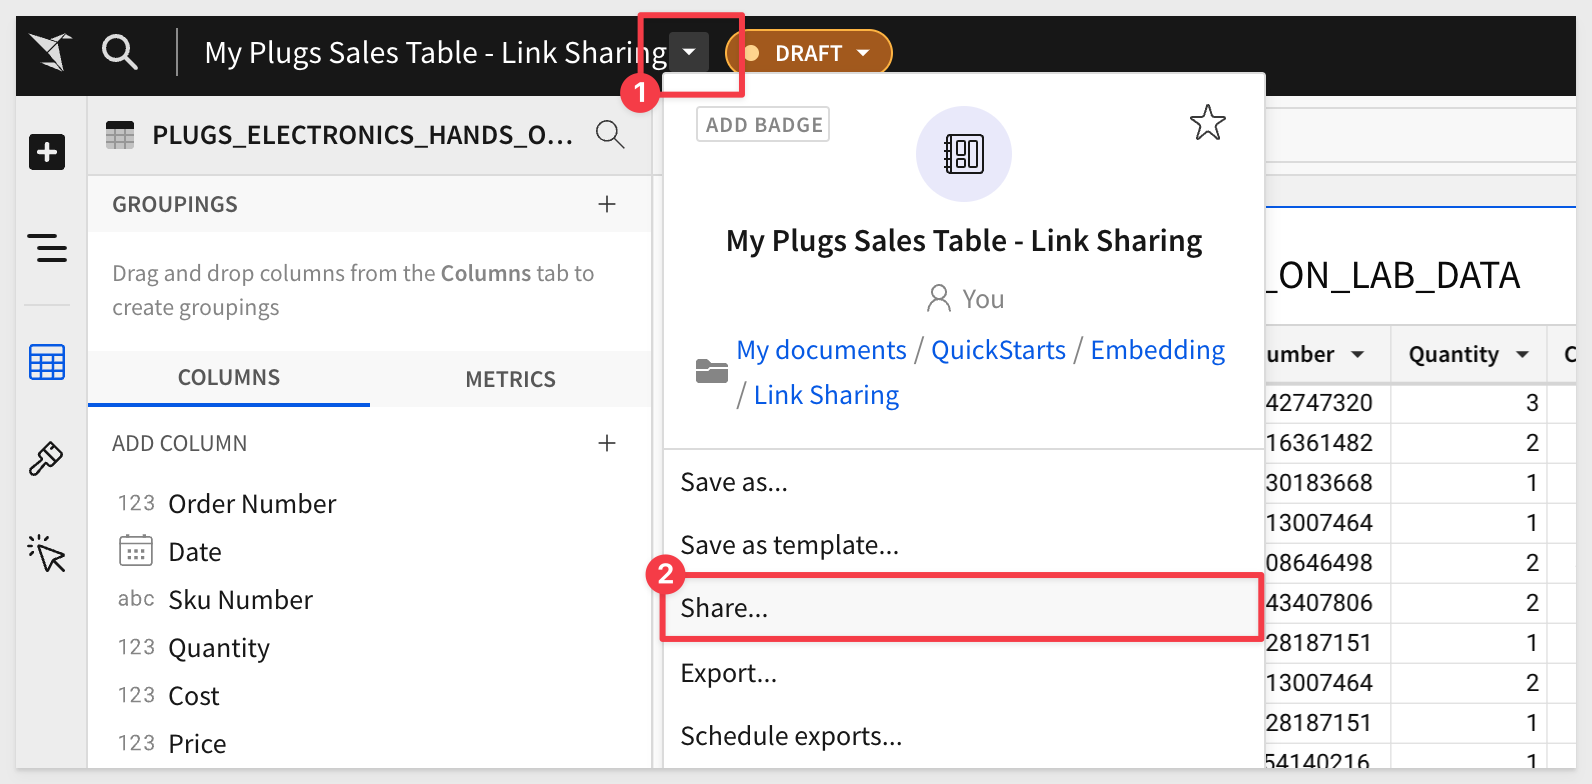 My Plugs Sales Table - Link Sharing
DRAFT
1
PLUGS_ELECTRONICS_HANDS_O...
GROUPINGS
Drag and drop columns from the Columns tab to
create groupings
COLUMNS
METRICS
ADD COLUMN
123 Order Number
Date
abc Sku Number
123 Quantity
123 Cost
123 Price
ADD BADGE
My Plugs Sales Table - Link Sharing
You
My documents / QuickStarts / Embedding
/ Link Sharing
Save as...
Save as template...
2
Share...
Export...
Schedule exports...
_ON_LAB_DATA
umber Quantity
42747320 3
16361482 2
30183668 1
13007464 1
08646498 2
43407806 2
28187151 1
13007464 2
28187151 1
54140216 1